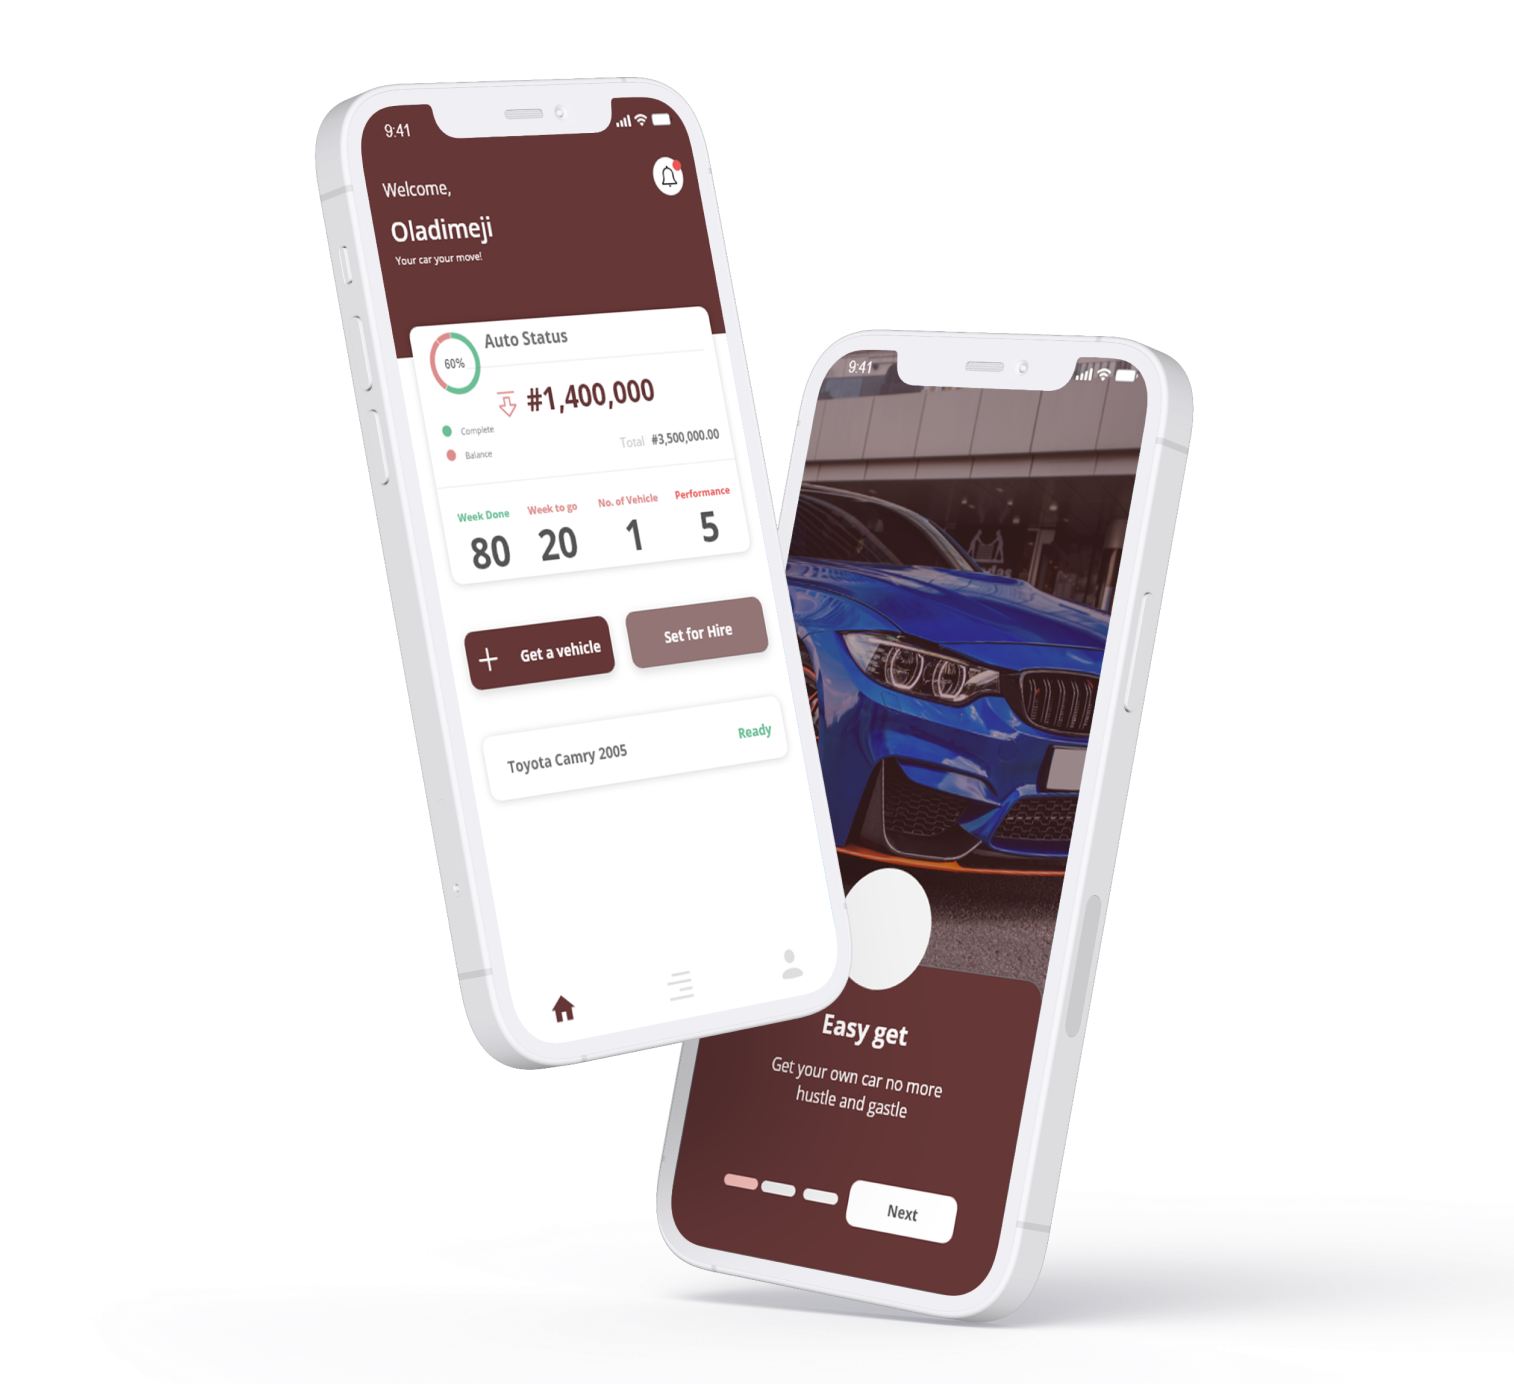 9:41
Welcome,
Oladimeji
Your car your move!
60%
Auto Status
#1,400,000
Complete
Balance
Total #3,500,000.00
Week Done
Week to go
No. of Vehicle
Performance
80
20
1
5
Get a vehicle
Set for Hire
Toyota Camry 2005
Ready
9:41
Easy get
Get your own car no more
hustle and gastle
Next